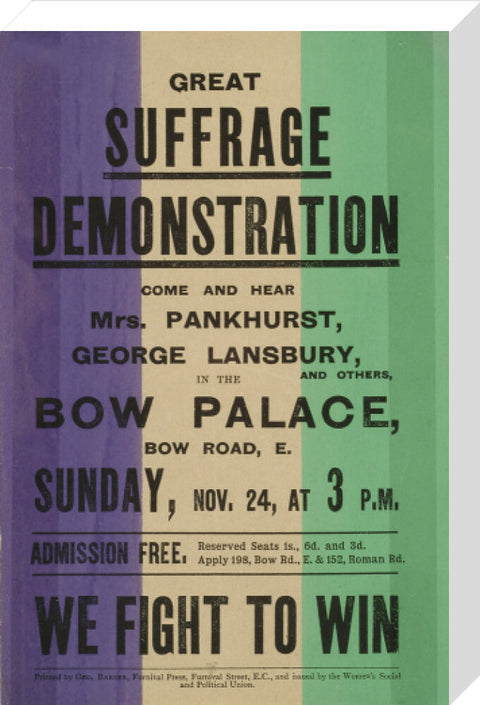 GREAT
SUFFRAGE
DEMONSTRATION
COME AND HEAR
Mrs. PANKHURST,
GEORGE LANSBURY,
IN THE AND OTHERS,
BOW PALACE,
BOW ROAD, E.
SUNDAY, NOV. 24, AT 3 P.M.
ADMISSION FREE. Reserved Seats 1s., 6d. and 3d.
Apply 198, Bow Rd., E. & 152, Roman Rd.
WE FIGHT TO WIN
Printed by Geo. Barber, Furnival Press, Furnival Street, E.C., and issued by the Women's Social
and Political Union.